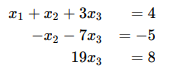 x₁ + x₂ + 3x₃ = 4
−x₂ − 7x₃ = −5
19x₃ = 8